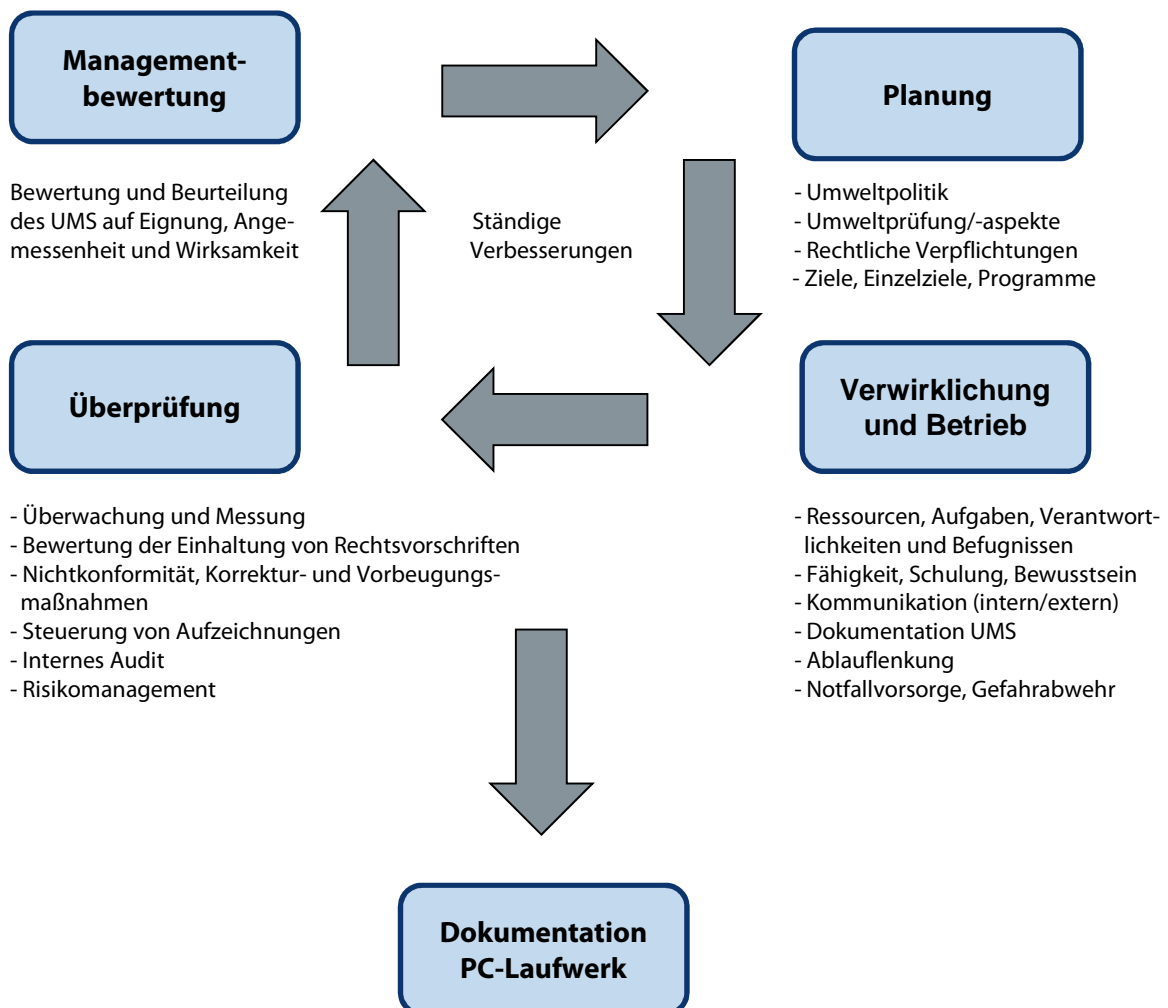 Management-
bewertung
Planung
Bewertung und Beurteilung
des UMS auf Eignung, Ange-
messenheit und Wirksamkeit
Ständige
Verbesserungen
- Umweltpolitik
- Umweltprüfung/-aspekte
- Rechtliche Verpflichtungen
- Ziele, Einzelziele, Programme
Überprüfung
Verwirklichung
und Betrieb
- Überwachung und Messung
- Bewertung der Einhaltung von Rechtsvorschriften
- Nichtkonformität, Korrektur- und Vorbeugungs-
maßnahmen
- Steuerung von Aufzeichnungen
- Internes Audit
- Risikomanagement
- Ressourcen, Aufgaben, Verantwort-
lichkeiten und Befugnissen
- Fähigkeit, Schulung, Bewusstsein
- Kommunikation (intern/extern)
- Dokumentation UMS
- Ablauflenkung
- Notfallvorsorge, Gefahrabwehr
Dokumentation
PC-Laufwerk